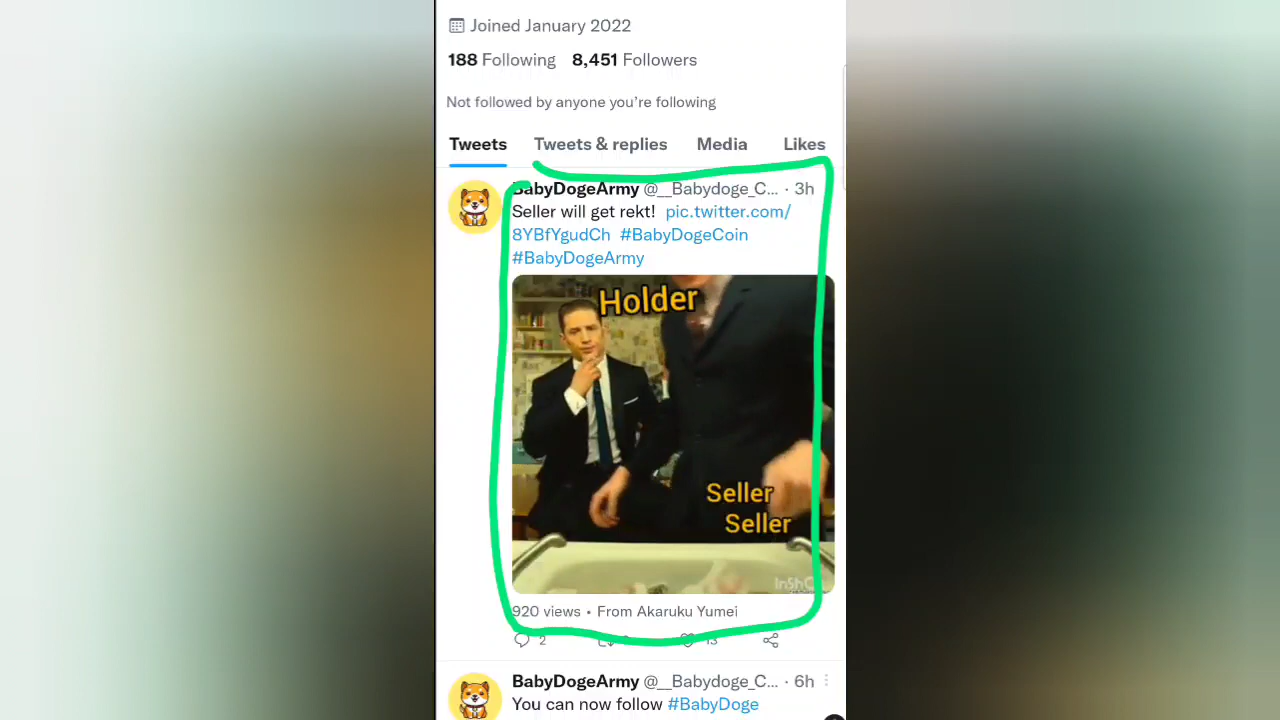 Joined January 2022
188 Following 8,451 Followers
Not followed by anyone you're following
Tweets Tweets & replies Media Likes
BabyDogeArmy @__Babydoge_C... · 3h
Seller will get rekt! pic.twitter.com/
8YBfYgudCh #BabyDogeCoin
#BabyDogeArmy
Holder
Seller
Seller
InSh
920 views • From Akaruku Yumei
2 13
BabyDogeArmy @__Babydoge_C... · 6h
You can now follow #BabyDoge